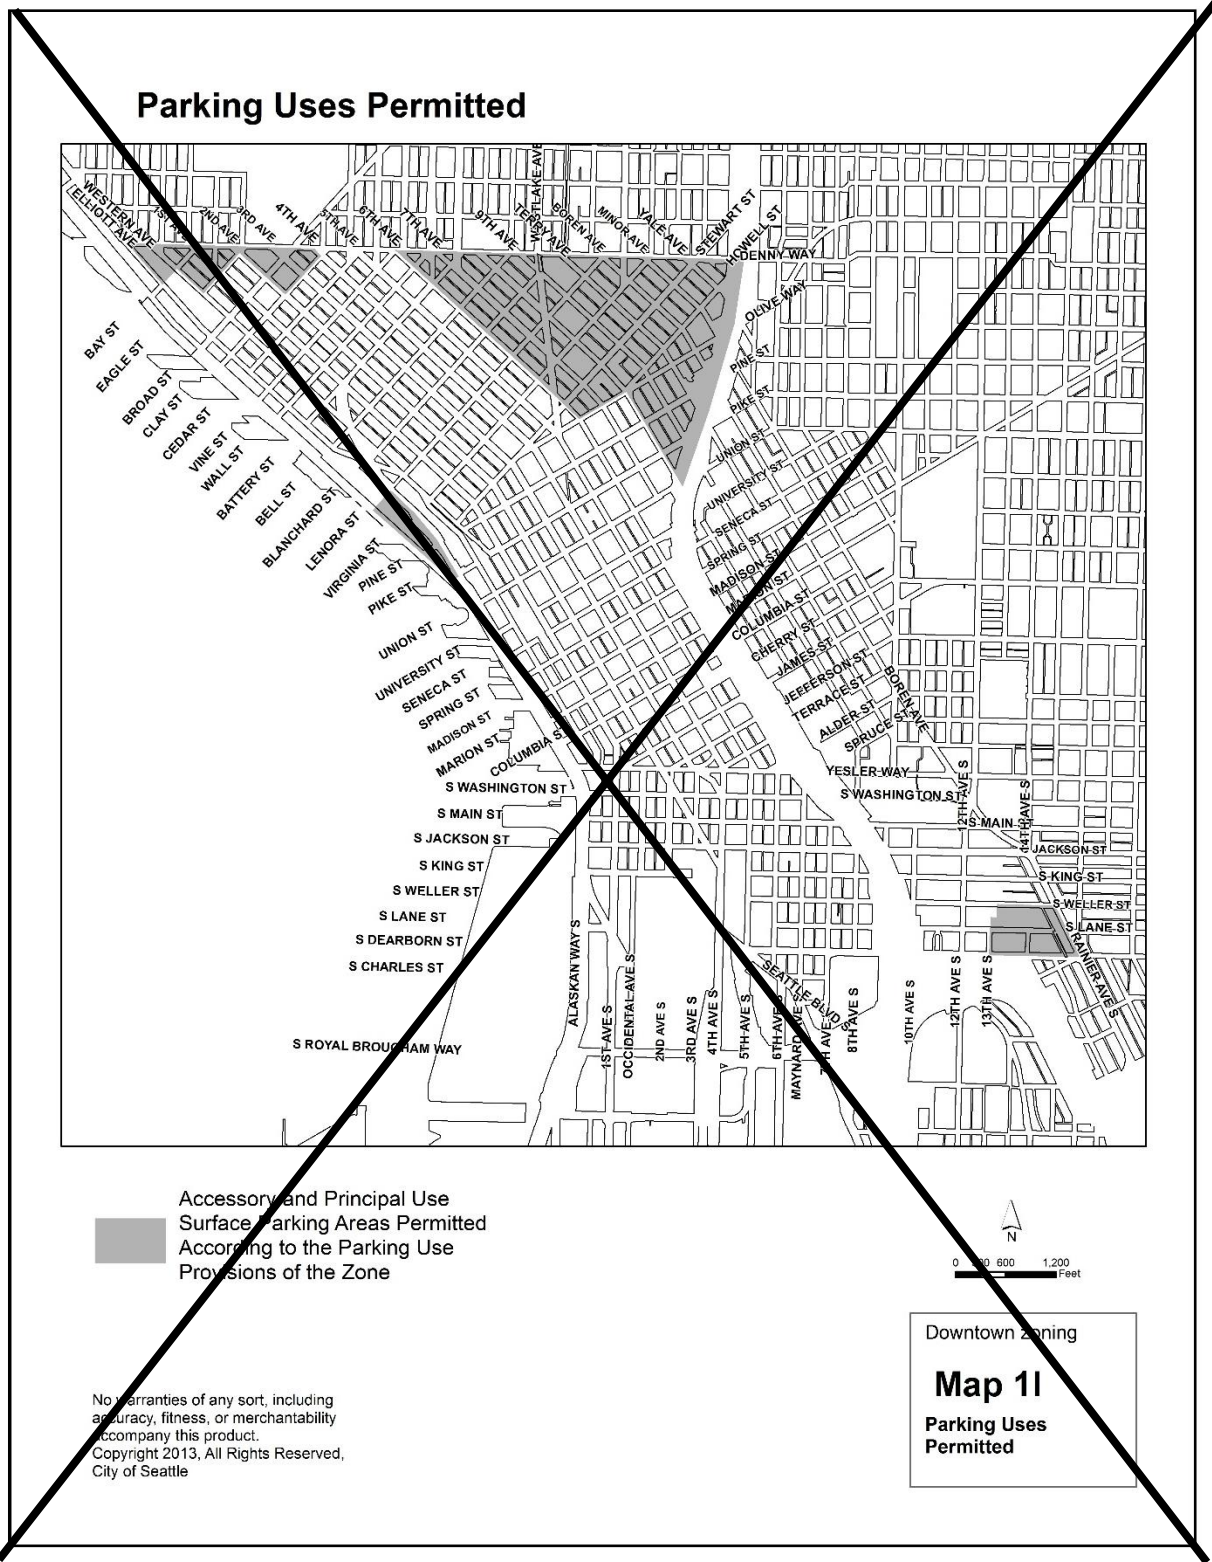 Parking Uses Permitted
WESTERN AVE
ELLIOTT AVE
1ST AVE
2ND AVE
3RD AVE
4TH AVE
5TH AVE
6TH AVE
7TH AVE
9TH AVE
WESTLAKE AVE
TERRY AVE
BOREN AVE
MINOR AVE
YALE AVE
STEWART ST
HOWELL ST
DENNY WAY
OLIVE WAY
PINE ST
PIKE ST
UNION ST
UNIVERSITY ST
SENECA ST
SPRING ST
MADISON ST
MARION ST
COLUMBIA ST
CHERRY ST
JAMES ST
JEFFERSON ST
TERRACE ST
ALDER ST
SPRUCE ST
BOREN AVE
YESLER WAY
S WASHINGTON ST
12TH AVE S
S MAIN ST
14TH AVE S
S JACKSON ST
S KING ST
S WELLER ST
S LANE ST
RAINIER AVE S
BAY ST
EAGLE ST
BROAD ST
CLAY ST
CEDAR ST
VINE ST
WALL ST
BATTERY ST
BELL ST
BLANCHARD ST
LENORA ST
VIRGINIA ST
PINE ST
PIKE ST
UNION ST
UNIVERSITY ST
SENECA ST
SPRING ST
MADISON ST
MARION ST
COLUMBIA ST
S WASHINGTON ST
S MAIN ST
S JACKSON ST
S KING ST
S WELLER ST
S LANE ST
S DEARBORN ST
S CHARLES ST
S ROYAL BROUGHAM WAY
ALASKAN WAY S
1ST AVE S
OCCIDENTAL AVE S
2ND AVE S
3RD AVE S
4TH AVE S
5TH AVE S
6TH AVE S
MAYNARD AVE S
7TH AVE S
SEATTLE BLVD S
8TH AVE S
10TH AVE S
12TH AVE S
13TH AVE S
Accessory and Principal Use
Surface Parking Areas Permitted
According to the Parking Use
Provisions of the Zone
N
0 300 600 1,200
Feet
Downtown zoning
Map 1I
Parking Uses
Permitted
No warranties of any sort, including
accuracy, fitness, or merchantability
accompany this product.
Copyright 2013, All Rights Reserved,
City of Seattle